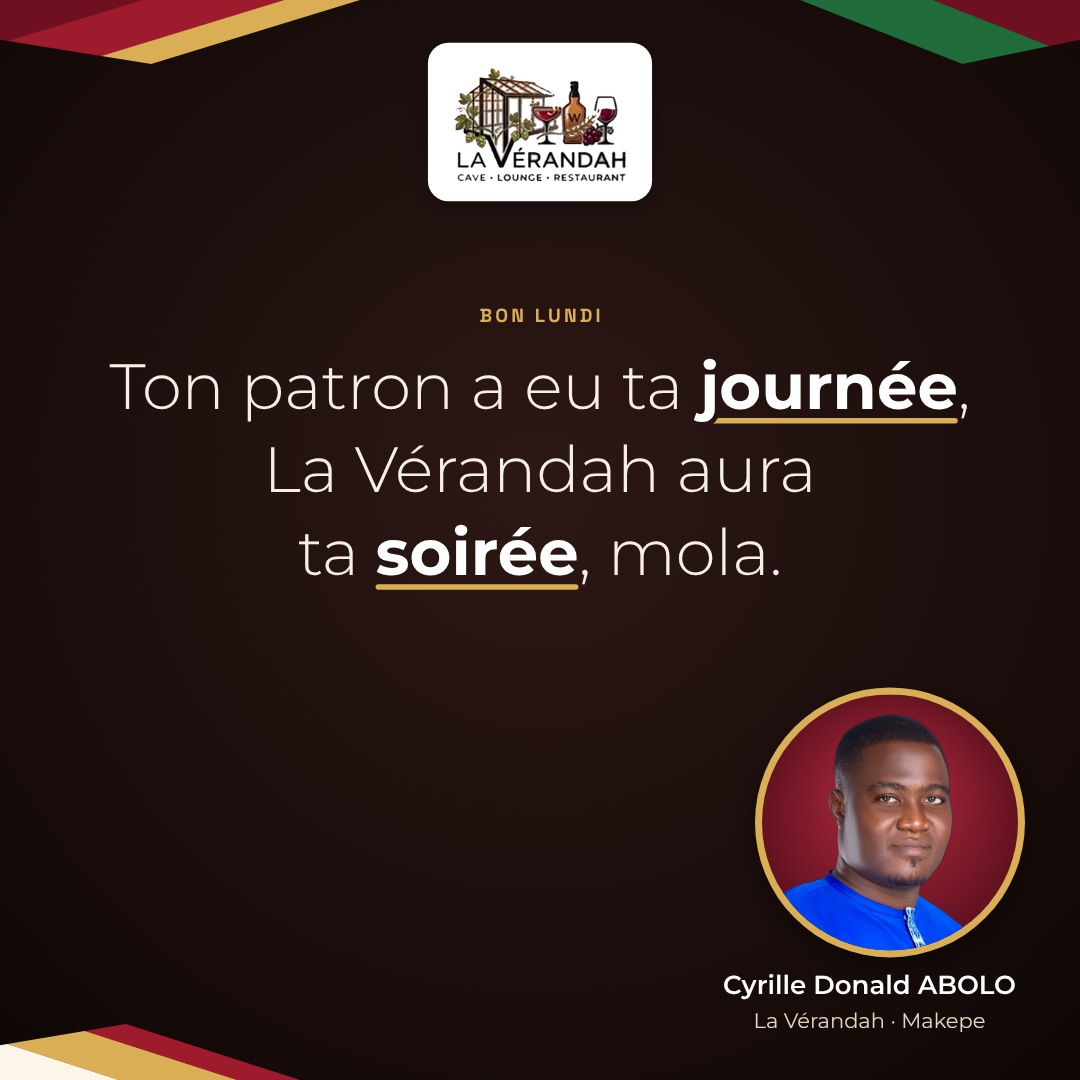 W
LA VÉRANDAH
CAVE • LOUNGE • RESTAURANT
BON LUNDI
Ton patron a eu ta journée,
La Vérandah aura
ta soirée, mola.
Cyrille Donald ABOLO
La Vérandah · Makepe